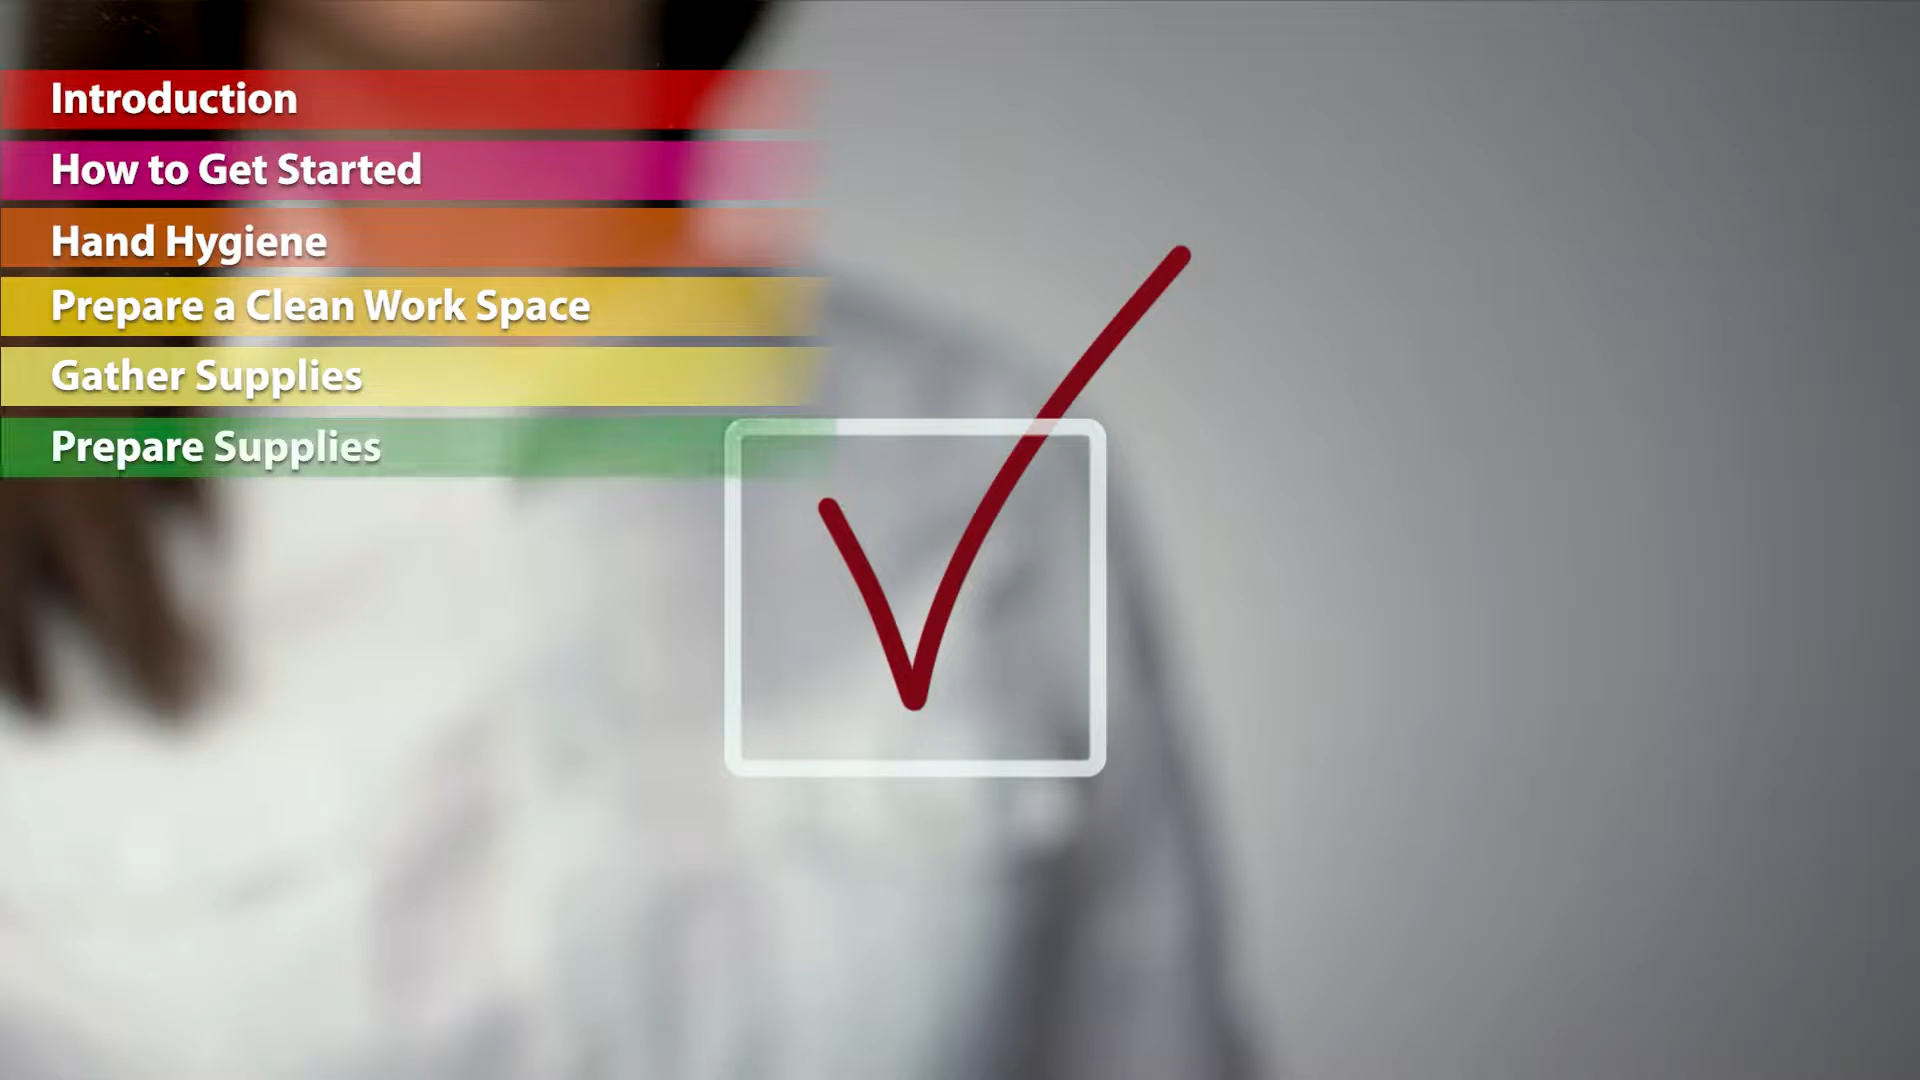 Introduction
How to Get Started
Hand Hygiene
Prepare a Clean Work Space
Gather Supplies
Prepare Supplies